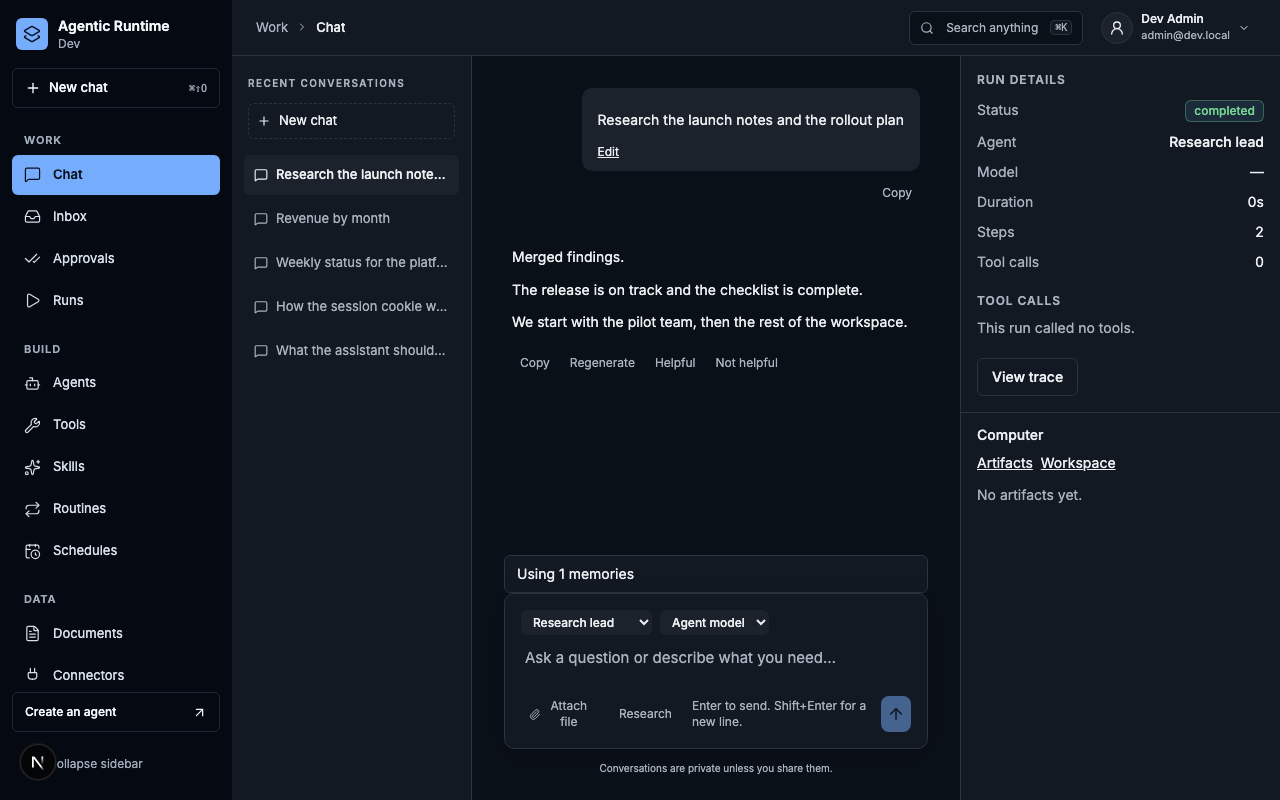 Agentic Runtime
Dev
New chat ⌘⇧O
WORK
Chat
Inbox
Approvals
Runs
BUILD
Agents
Tools
Skills
Routines
Schedules
DATA
Documents
Connectors
Create an agent
N
ollapse sidebar
Work > Chat
Search anything ⌘K
Dev Admin
admin@dev.local
RECENT CONVERSATIONS
New chat
Research the launch note...
Revenue by month
Weekly status for the platf...
How the session cookie w...
What the assistant should...
Research the launch notes and the rollout plan
Edit
Copy
Merged findings.
The release is on track and the checklist is complete.
We start with the pilot team, then the rest of the workspace.
Copy Regenerate Helpful Not helpful
Using 1 memories
Research lead Agent model
Ask a question or describe what you need...
Attach
file
Research
Enter to send. Shift+Enter for a
new line.
Conversations are private unless you share them.
RUN DETAILS
Status completed
Agent Research lead
Model —
Duration 0s
Steps 2
Tool calls 0
TOOL CALLS
This run called no tools.
View trace
Computer
Artifacts Workspace
No artifacts yet.